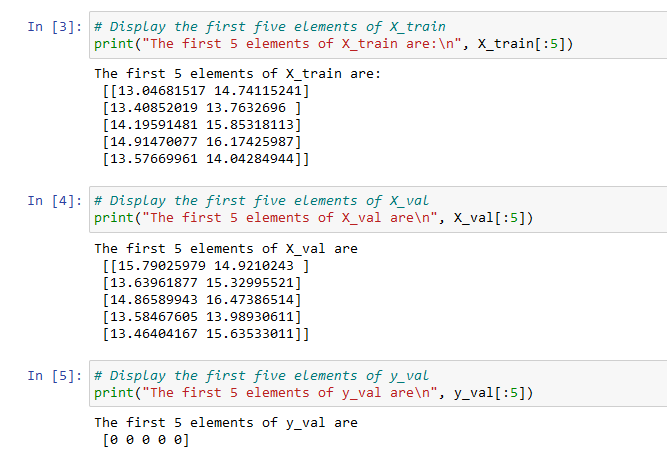 In [3]: # Display the first five elements of X_train
print("The first 5 elements of X_train are:\n", X_train[:5])
The first 5 elements of X_train are:
[[13.04681517 14.74115241]
[13.40852019 13.7632696 ]
[14.19591481 15.85318113]
[14.91470077 16.17425987]
[13.57669961 14.04284944]]
In [4]: # Display the first five elements of X_val
print("The first 5 elements of X_val are\n", X_val[:5])
The first 5 elements of X_val are
[[15.79025979 14.9210243 ]
[13.63961877 15.32995521]
[14.86589943 16.47386514]
[13.58467605 13.98930611]
[13.46404167 15.63533011]]
In [5]: # Display the first five elements of y_val
print("The first 5 elements of y_val are\n", y_val[:5])
The first 5 elements of y_val are
[0 0 0 0 0]